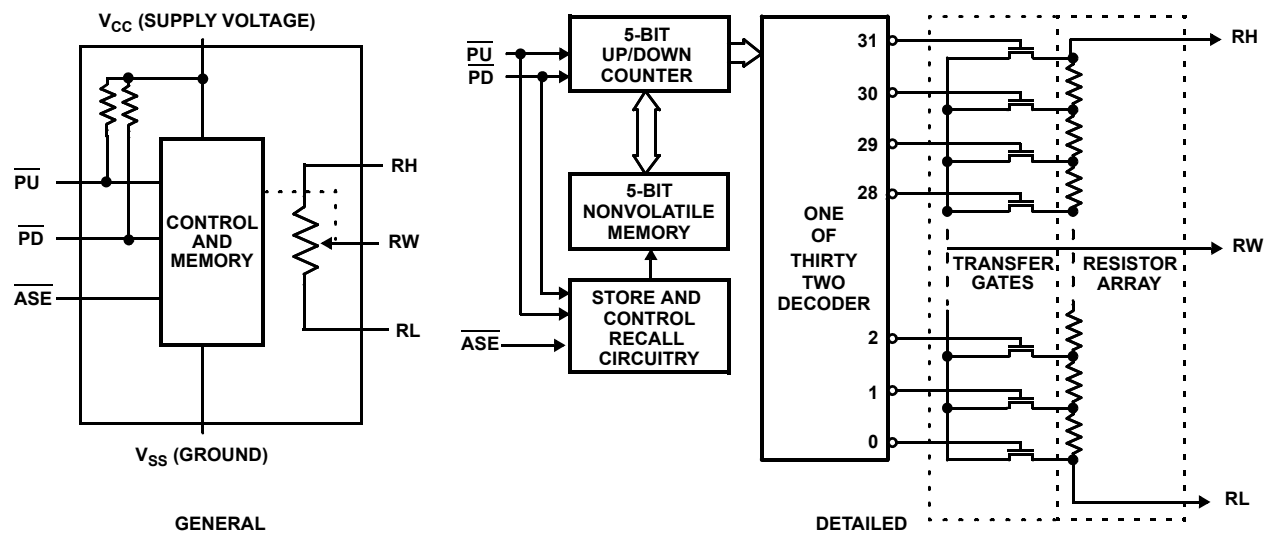 V_CC (SUPPLY VOLTAGE)
PU
PD
ASE
CONTROL
AND
MEMORY
RH
RW
RL
V_SS (GROUND)
GENERAL
PU
PD
ASE
5-BIT
UP/DOWN
COUNTER
5-BIT
NONVOLATILE
MEMORY
STORE AND
CONTROL
RECALL
CIRCUITRY
ONE
OF
THIRTY
TWO
DECODER
31
30
29
28
2
1
0
TRANSFER
GATES
RESISTOR
ARRAY
RH
RW
RL
DETAILED